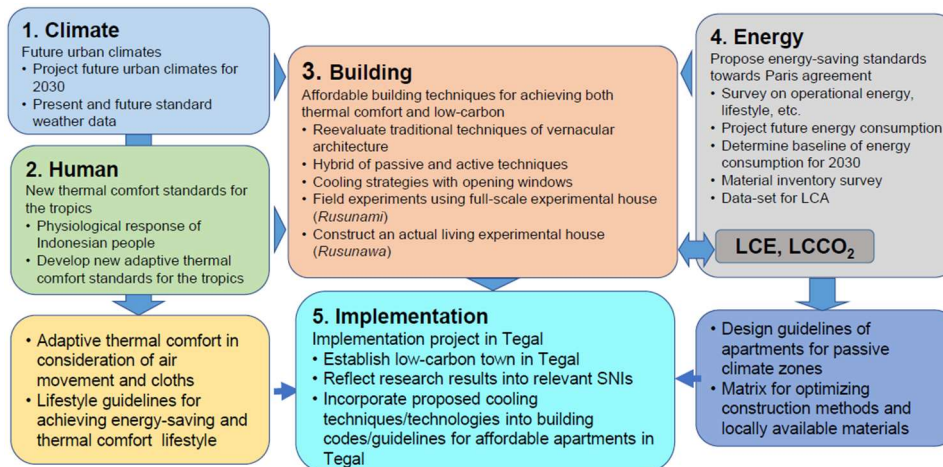 1. Climate
Future urban climates
• Project future urban climates for
2030
• Present and future standard
weather data
2. Human
New thermal comfort standards for
the tropics
• Physiological response of
Indonesian people
• Develop new adaptive thermal
comfort standards for the tropics
• Adaptive thermal comfort in
consideration of air
movement and cloths
• Lifestyle guidelines for
achieving energy-saving and
thermal comfort lifestyle
3. Building
Affordable building techniques for achieving both
thermal comfort and low-carbon
• Reevaluate traditional techniques of vernacular
architecture
• Hybrid of passive and active techniques
• Cooling strategies with opening windows
• Field experiments using full-scale experimental house
(Rusunami)
• Construct an actual living experimental house
(Rusunawa)
5. Implementation
Implementation project in Tegal
• Establish low-carbon town in Tegal
• Reflect research results into relevant SNIs
• Incorporate proposed cooling
techniques/technologies into building
codes/guidelines for affordable apartments in
Tegal
4. Energy
Propose energy-saving standards
towards Paris agreement
• Survey on operational energy,
lifestyle, etc.
• Project future energy consumption
• Determine baseline of energy
consumption for 2030
• Material inventory survey
• Data-set for LCA
LCE, LCCO₂
• Design guidelines of
apartments for passive
climate zones
• Matrix for optimizing
construction methods and
locally available materials